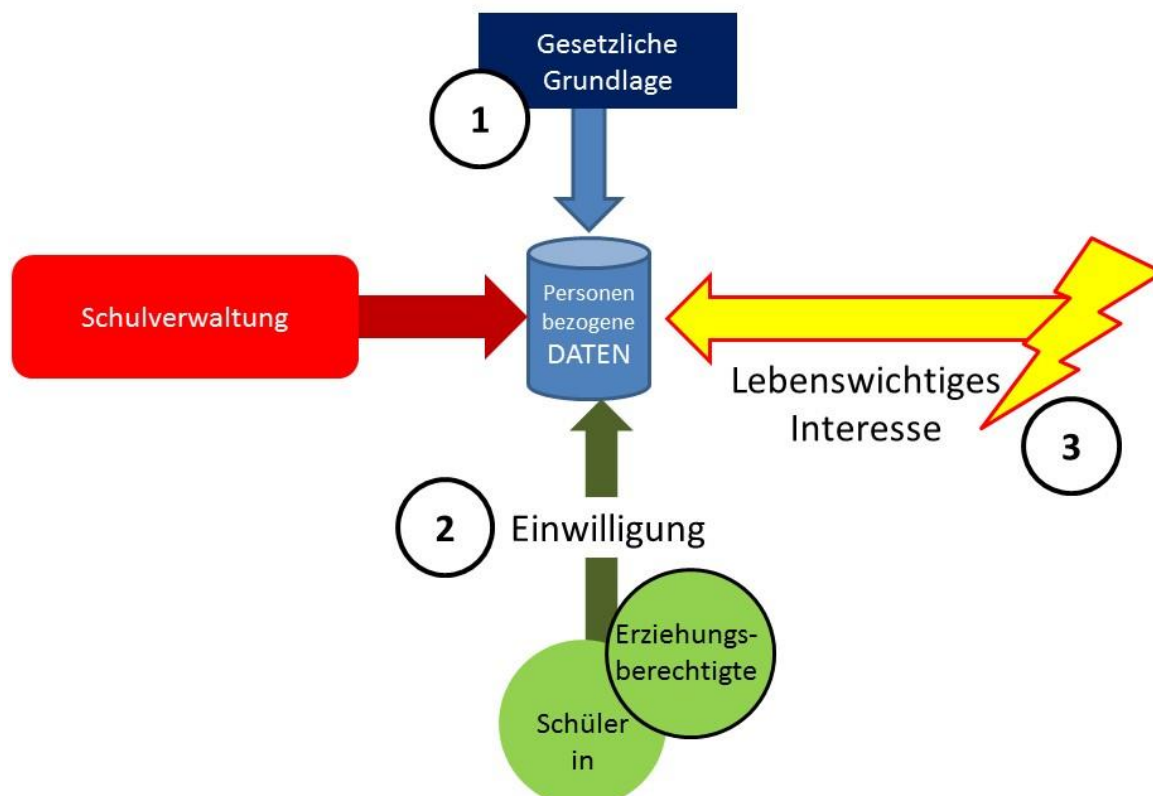 Gesetzliche
Grundlage
1
Schulverwaltung
Personen
bezogene
DATEN
Lebenswichtiges
Interesse
3
2
Einwilligung
Erziehungs-
berechtigte
Schüler
in